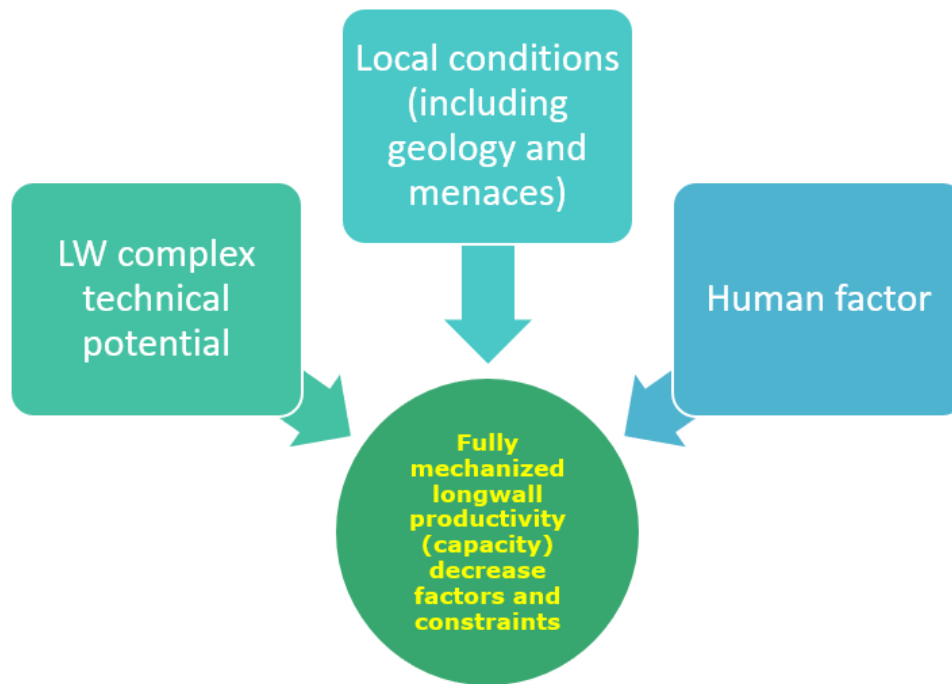 Local conditions
(including
geology and
menaces)
LW complex
technical
potential
Human factor
Fully
mechanized
longwall
productivity
(capacity)
decrease
factors and
constraints